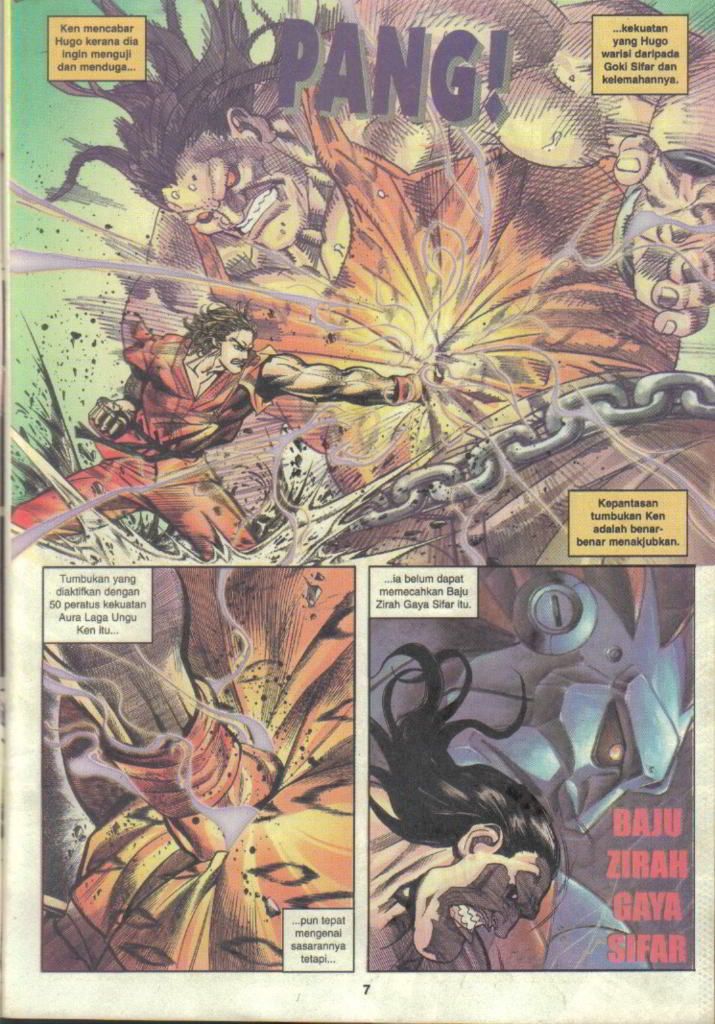 Ken mencabar
Hugo kerana dia
ingin menguji
dan menduga...
PANG!
...kekuatan
yang Hugo
warisi daripada
Goki Sifar dan
kelemahannya.
Kepantasan
tumbukan Ken
adalah benar-
benar menakjubkan.
Tumbukan yang
diaktifkan dengan
50 peratus kekuatan
Aura Laga Ungu
Ken itu...
...pun tepat
mengenai
sasarannya
tetapi...
...ia belum dapat
memecahkan Baju
Zirah Gaya Sifar itu.
BAJU
ZIRAH
GAYA
SIFAR
7